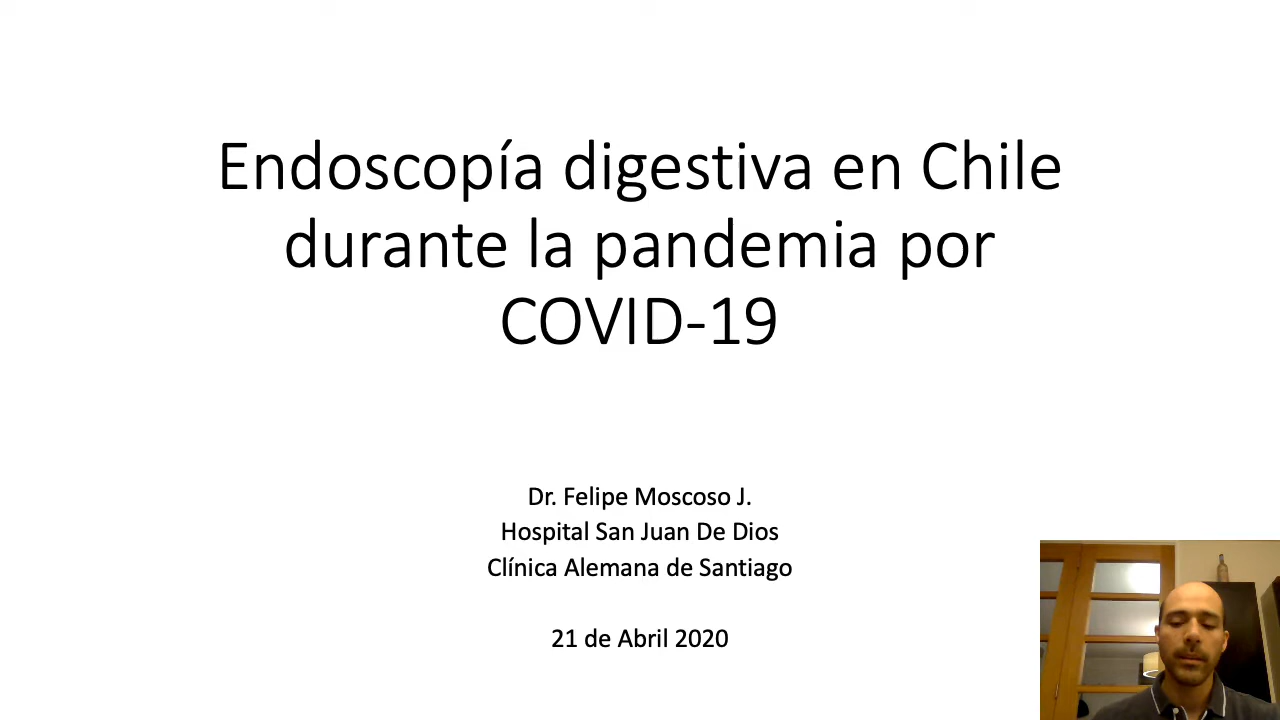 Endoscopía digestiva en Chile
durante la pandemia por
COVID-19
Dr. Felipe Moscoso J.
Hospital San Juan De Dios
Clínica Alemana de Santiago
21 de Abril 2020